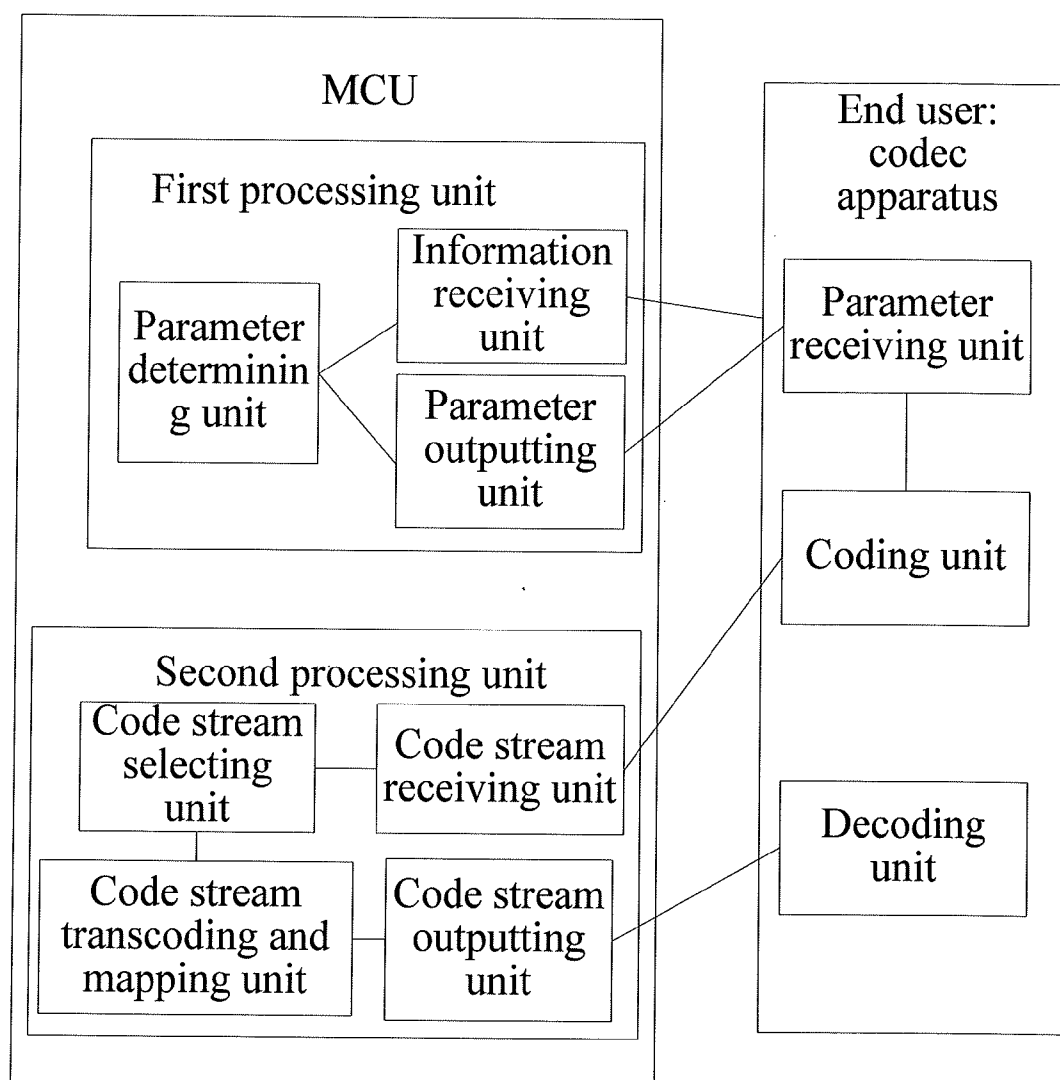 MCU
First processing unit
Information
receiving
unit
Parameter
determinin
g unit
Parameter
outputting
unit
Second processing unit
Code stream
selecting
unit
Code stream
receiving unit
Code stream
transcoding and
mapping unit
Code stream
outputting
unit
End user:
codec
apparatus
Parameter
receiving unit
Coding unit
Decoding
unit